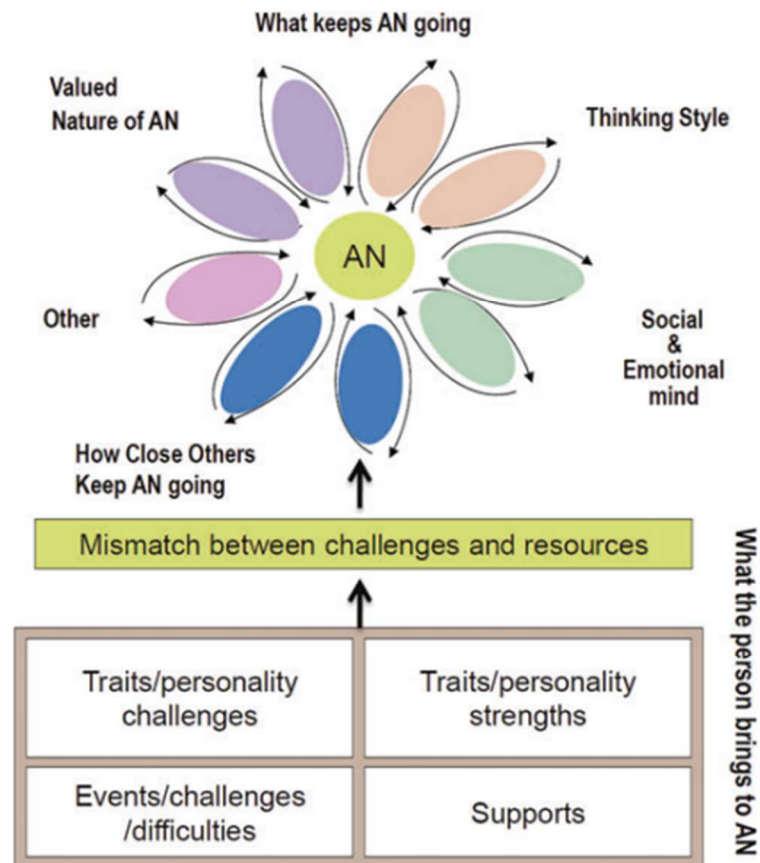 What keeps AN going
Valued
Nature of AN
Thinking Style
AN
Other
Social
&
Emotional
mind
How Close Others
Keep AN going
Mismatch between challenges and resources
What the person brings to AN
Traits/personality
challenges
Traits/personality
strengths
Events/challenges
/difficulties
Supports